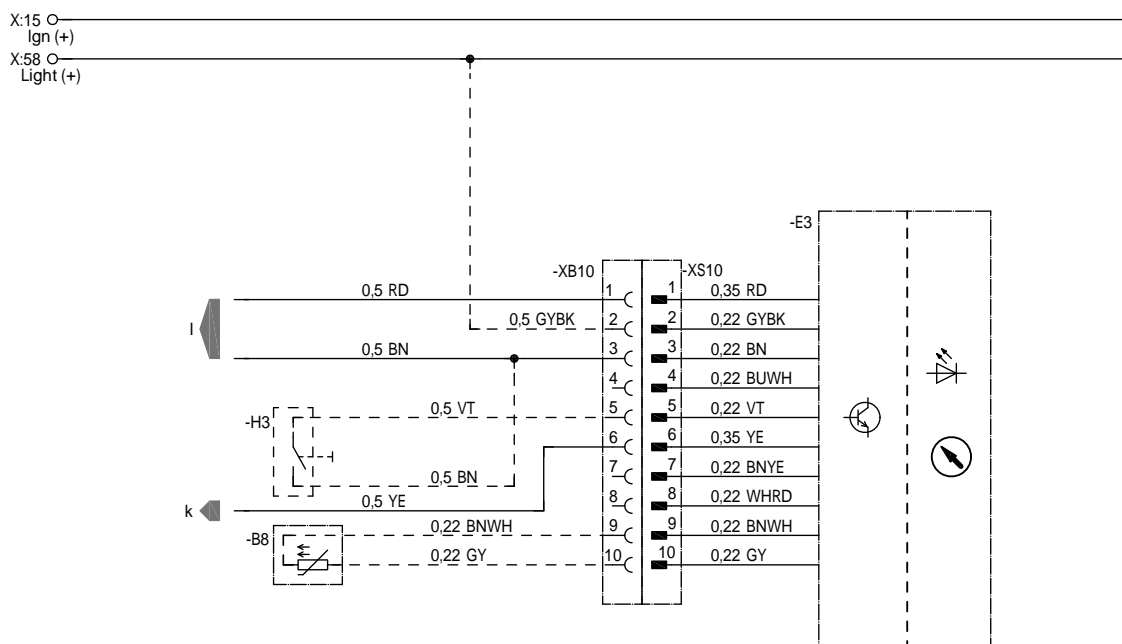 X:15
Ign (+)
X:58
Light (+)
-E3
-XB10 -XS10
0,5 RD 1 1 0,35 RD
0,5 GYBK 2 2 0,22 GYBK
l
0,5 BN 3 3 0,22 BN
4 4 0,22 BUWH
0,5 VT 5 5 0,22 VT
-H3
6 6 0,35 YE
0,5 BN 7 7 0,22 BNYE
k 0,5 YE 8 8 0,22 WHRD
0,22 BNWH 9 9 0,22 BNWH
-B8
0,22 GY 10 10 0,22 GY